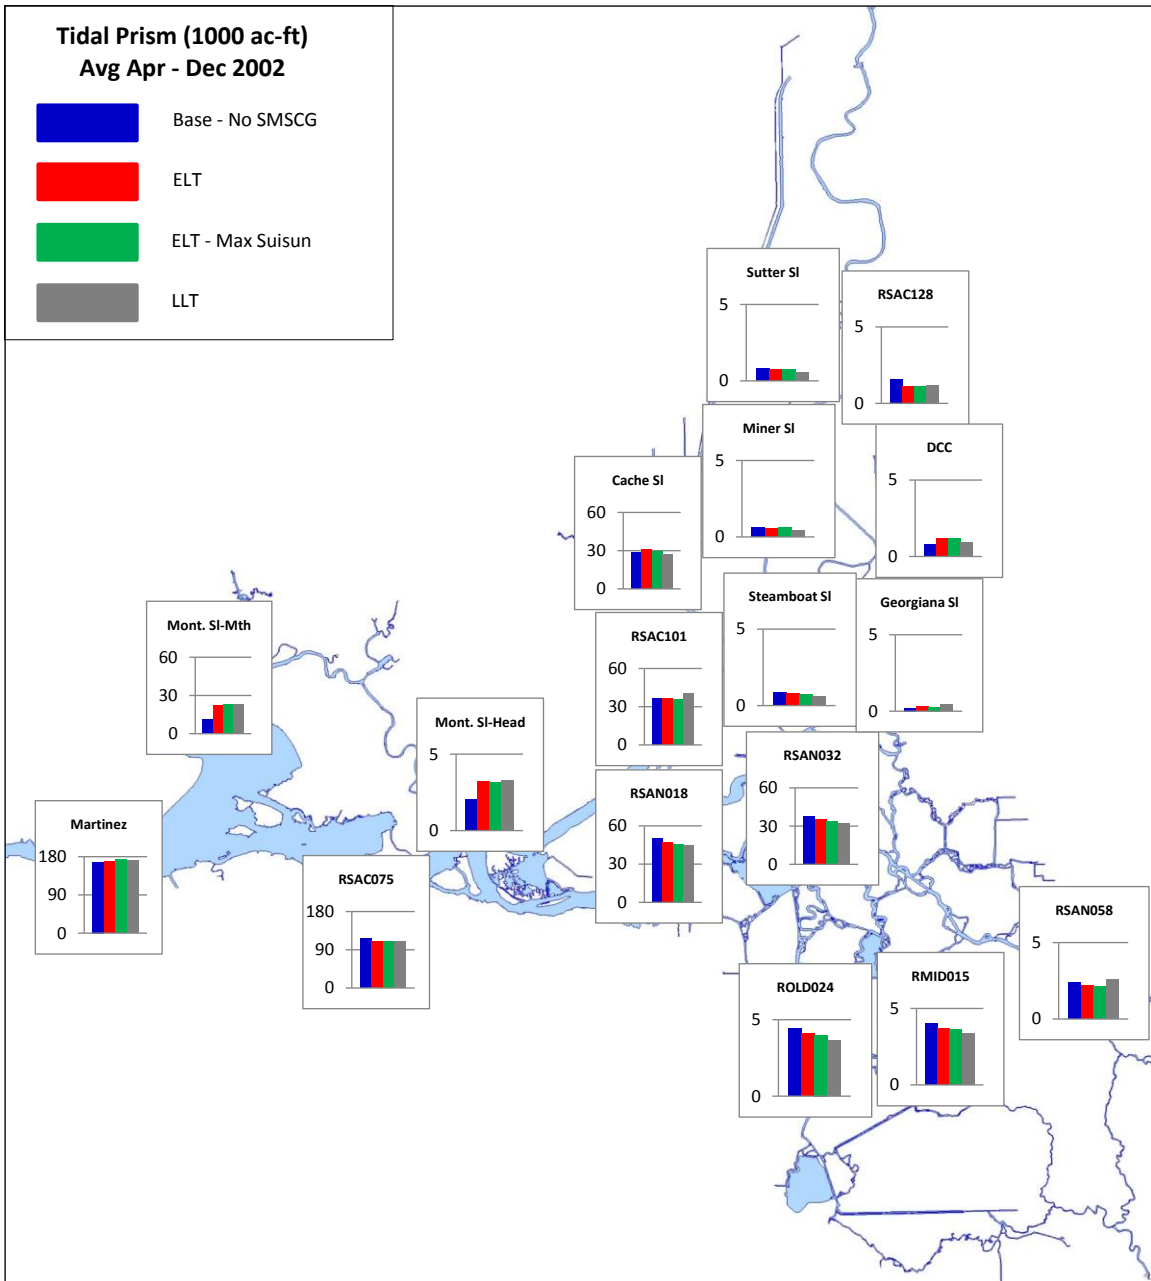 Tidal Prism (1000 ac-ft)
Avg Apr - Dec 2002
Base - No SMSCG
ELT
ELT - Max Suisun
LLT
Sutter Sl
5
0
RSAC128
5
0
Miner Sl
5
0
DCC
5
0
Cache Sl
60
30
0
Steamboat Sl
5
0
Georgiana Sl
5
0
Mont. Sl-Mth
60
30
0
RSAC101
60
30
0
Mont. Sl-Head
5
0
RSAN032
60
30
0
RSAN018
60
30
0
Martinez
180
90
0
RSAC075
180
90
0
RSAN058
5
0
ROLD024
5
0
RMID015
5
0